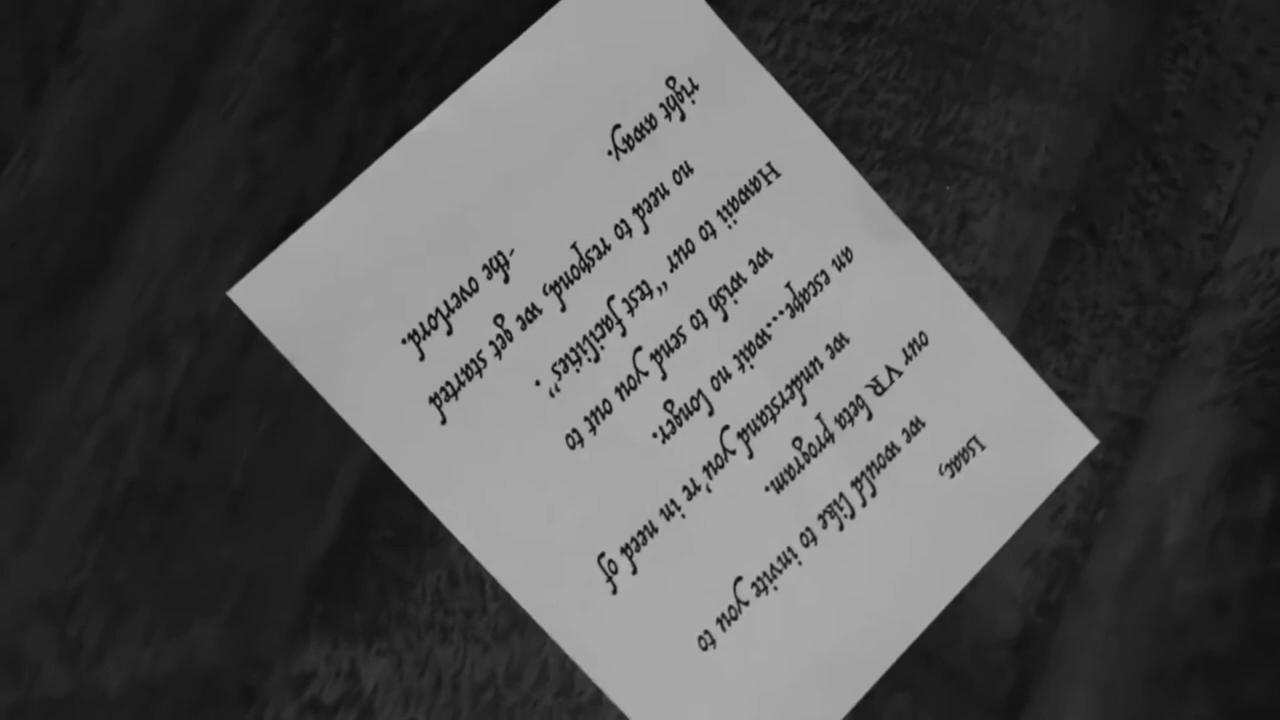 Isaac,
we would like to invite you to
our VR beta program.
we understand you're in need of
an escape...wait no longer.
we wish to send you out to
Hawaii to our "test facilities".
no need to respond, we get started
right away.
-the overlord.